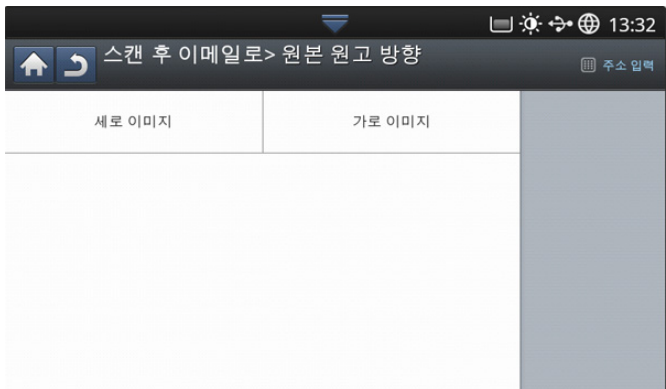 13:32
스캔 후 이메일로> 원본 원고 방향
주소 입력
세로 이미지
가로 이미지